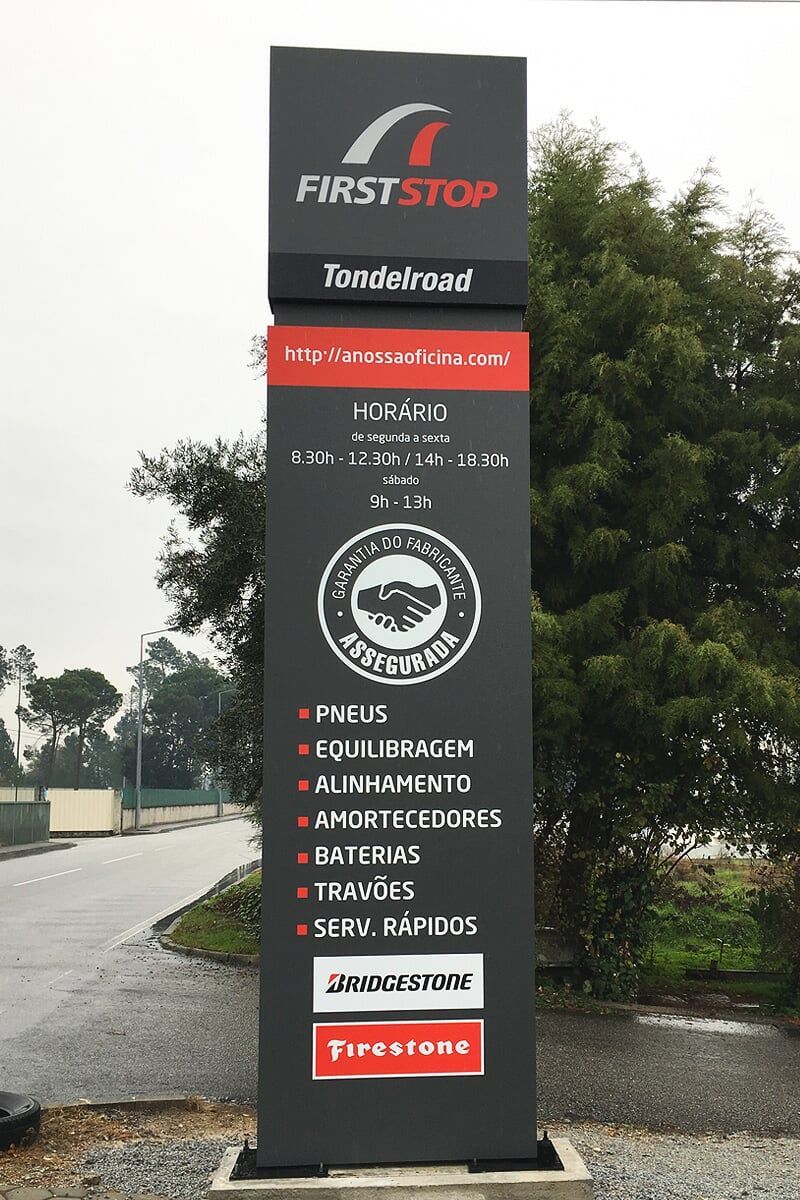 FIRSTSTOP
Tondelroad
http://anossaoficina.com/
HORÁRIO
de segunda a sexta
8.30h - 12.30h / 14h - 18.30h
sábado
9h - 13h
GARANTIA DO FABRICANTE
ASSEGURADA
PNEUS
EQUILIBRAGEM
ALINHAMENTO
AMORTECEDORES
BATERIAS
TRAVÕES
SERV. RÁPIDOS
BRIDGESTONE
Firestone